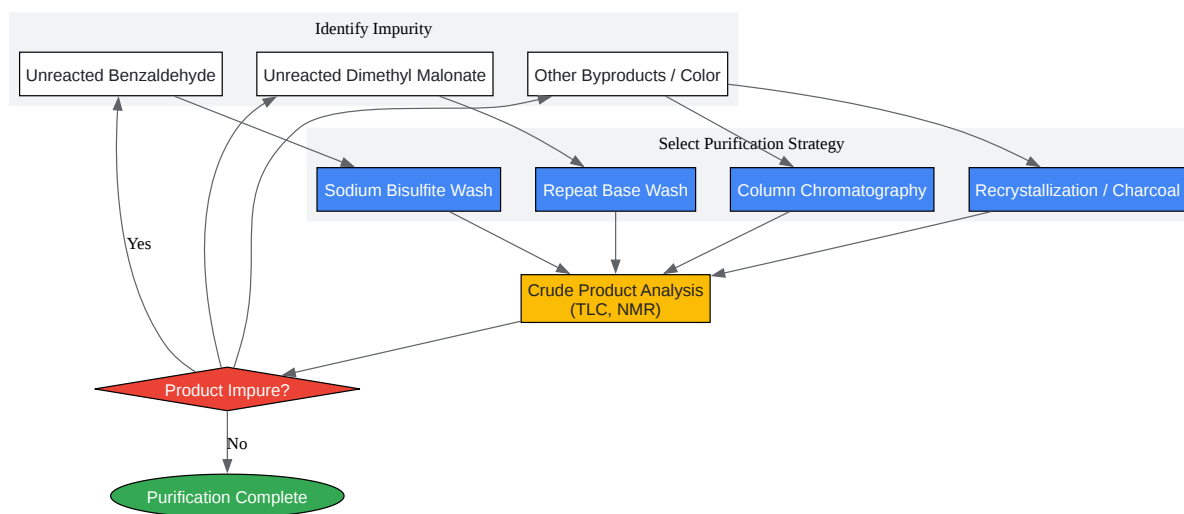 Identify Impurity
Unreacted Benzaldehyde
Unreacted Dimethyl Malonate
Other Byproducts / Color
Select Purification Strategy
Sodium Bisulfite Wash
Repeat Base Wash
Column Chromatography
Recrystallization / Charcoal
Yes
Crude Product Analysis
(TLC, NMR)
Product Impure?
No
Purification Complete